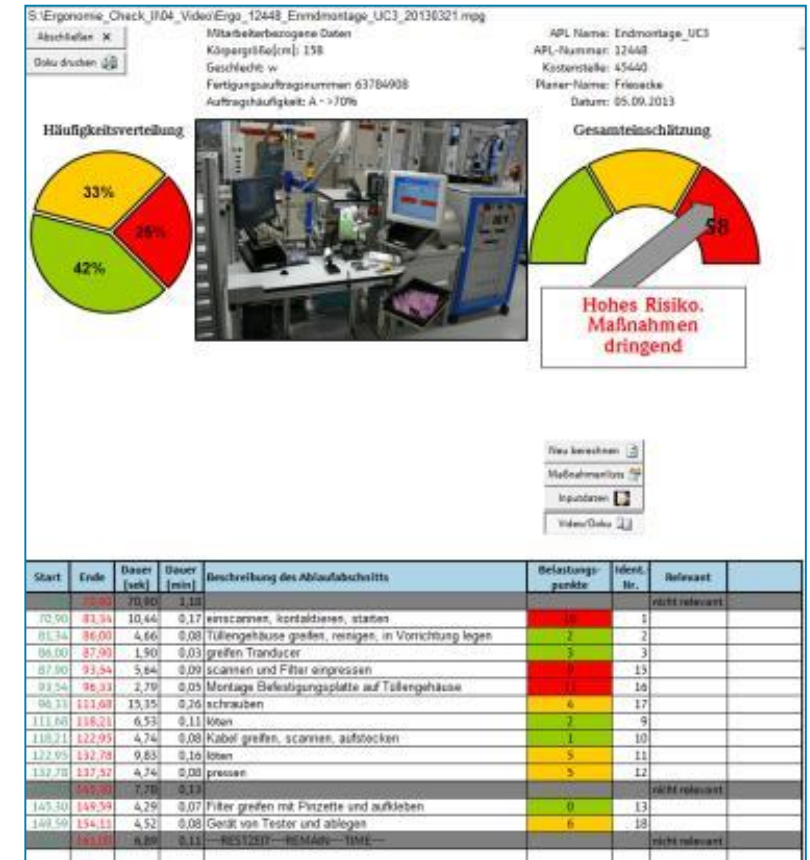 S:\Ergonomie_Check_II\04_Video\Ergo_12448_Enmdmontage_UC3_20130321.mpg
Abschließen X
Doku drucken
Mitarbeiterbezogene Daten
Körpergröße[cm]: 158
Geschlecht: w
Fertigungsauftragsnummer: 63784908
Auftragshäufigkeit: A ->70%
APL Name: Endmontage_UC3
APL-Nummer: 12448
Kostenstelle: 45440
Planer-Name: Friesecke
Datum: 05.09.2013
Häufigkeitsverteilung
33%
25%
42%
Gesamteinschätzung
58
Hohes Risiko.
Maßnahmen
dringend
Neu berechnen
Maßnahmenliste
Inputdaten
Video/Doku
Start Ende Dauer [sek] Dauer [min] Beschreibung des Ablaufabschnitts Belastungspunkte Ident. Nr. Relevant
70,90 70,90 1,18 nicht relevant
70,90 81,34 10,44 0,17 einscannen, kontaktieren, starten 1
81,34 86,00 4,66 0,08 Tüllengehäuse greifen, reinigen, in Vorrichtung legen 2 2
86,00 87,90 1,90 0,03 greifen Tranducer 3 3
87,90 93,54 5,64 0,09 scannen und Filter einpressen 15
93,54 96,33 2,79 0,05 Montage Befestigungsplatte auf Tüllengehäuse 16
96,33 111,68 15,35 0,26 schrauben 4 17
111,68 118,21 6,53 0,11 löten 2 9
118,21 122,95 4,74 0,08 Kabel greifen, scannen, aufstecken 1 10
122,95 132,78 9,83 0,16 löten 5 11
132,78 137,52 4,74 0,08 pressen 5 12
145,30 7,78 0,13 nicht relevant
145,30 149,59 4,29 0,07 Filter greifen mit Pinzette und aufkleben 0 13
149,59 154,11 4,52 0,08 Gerät von Tester und ablegen 6 18
161,00 6,89 0,11 ---RESTZEIT---REMAIN---TIME--- nicht relevant